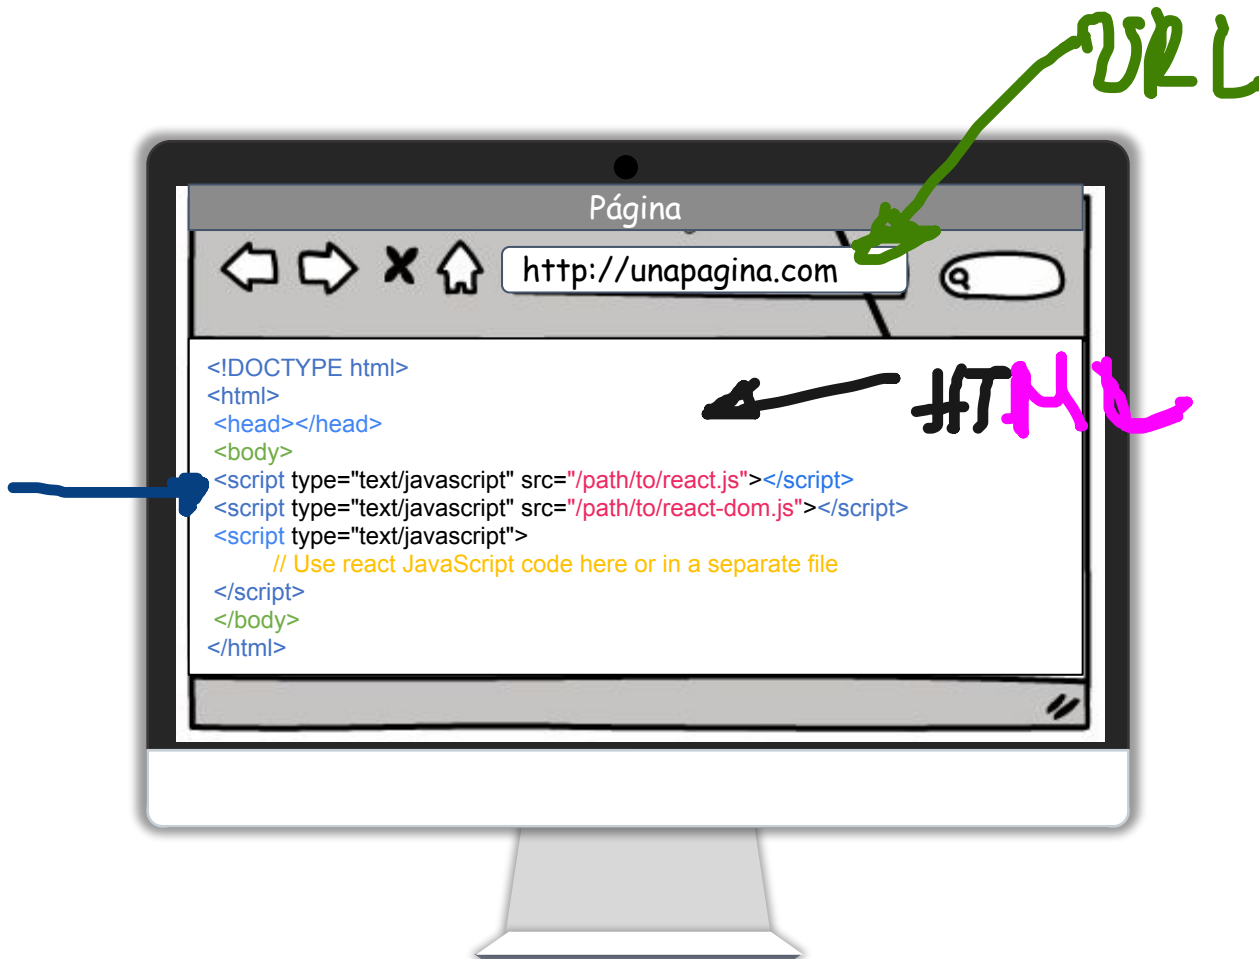 URL
Página
http://unapagina.com
<!DOCTYPE html>
<html>
<head></head>
HTML
<body>
<script type="text/javascript" src="/path/to/react.js"></script>
<script type="text/javascript" src="/path/to/react-dom.js"></script>
<script type="text/javascript">
// Use react JavaScript code here or in a separate file
</script>
</body>
</html>